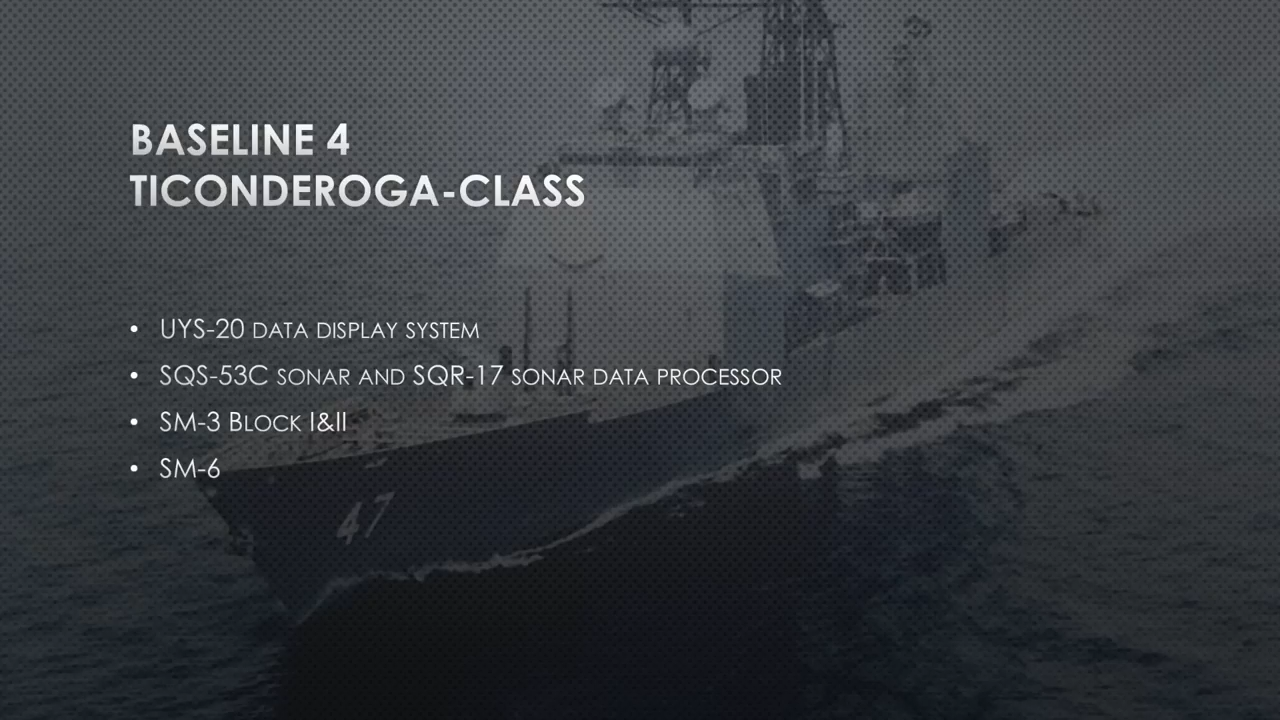 BASELINE 4
TICONDEROGA-CLASS
• UYS-20 DATA DISPLAY SYSTEM
• SQS-53C SONAR AND SQR-17 SONAR DATA PROCESSOR
• SM-3 BLOCK I&II
• SM-6
47